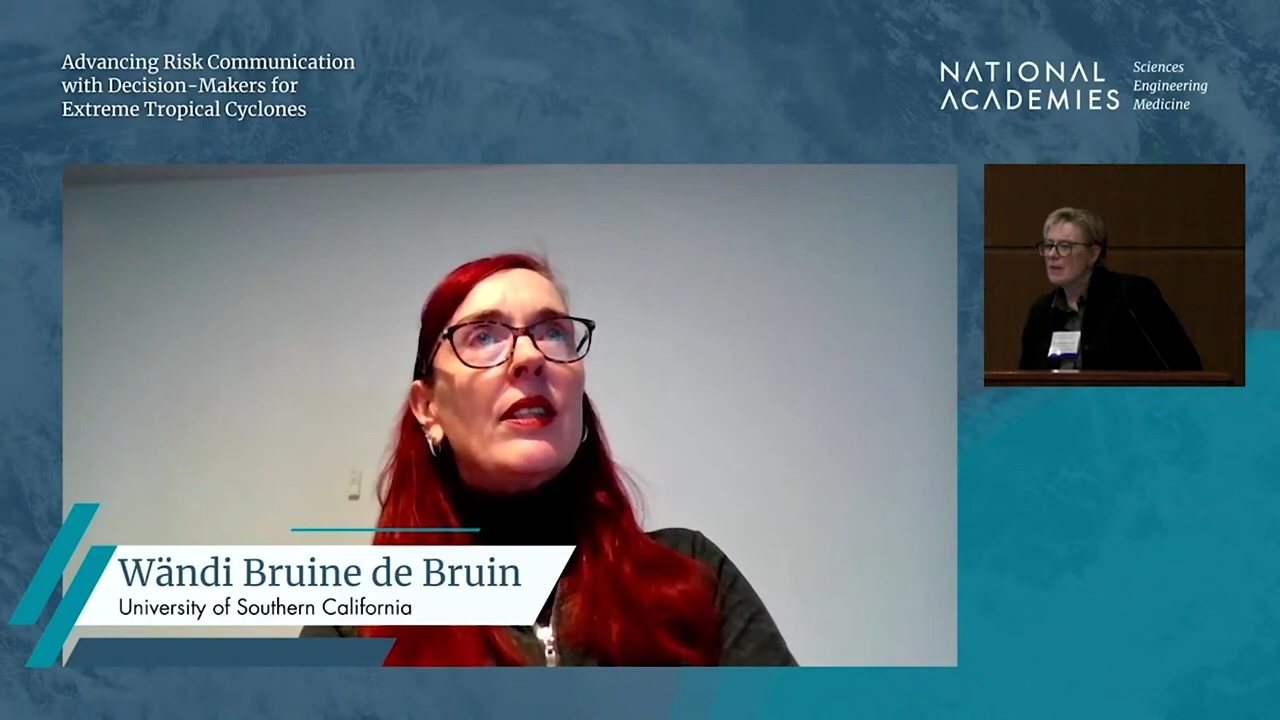 Advancing Risk Communication
with Decision-Makers for
Extreme Tropical Cyclones
NATIONAL
ACADEMIES
Sciences
Engineering
Medicine
Wändi Bruine de Bruin
University of Southern California